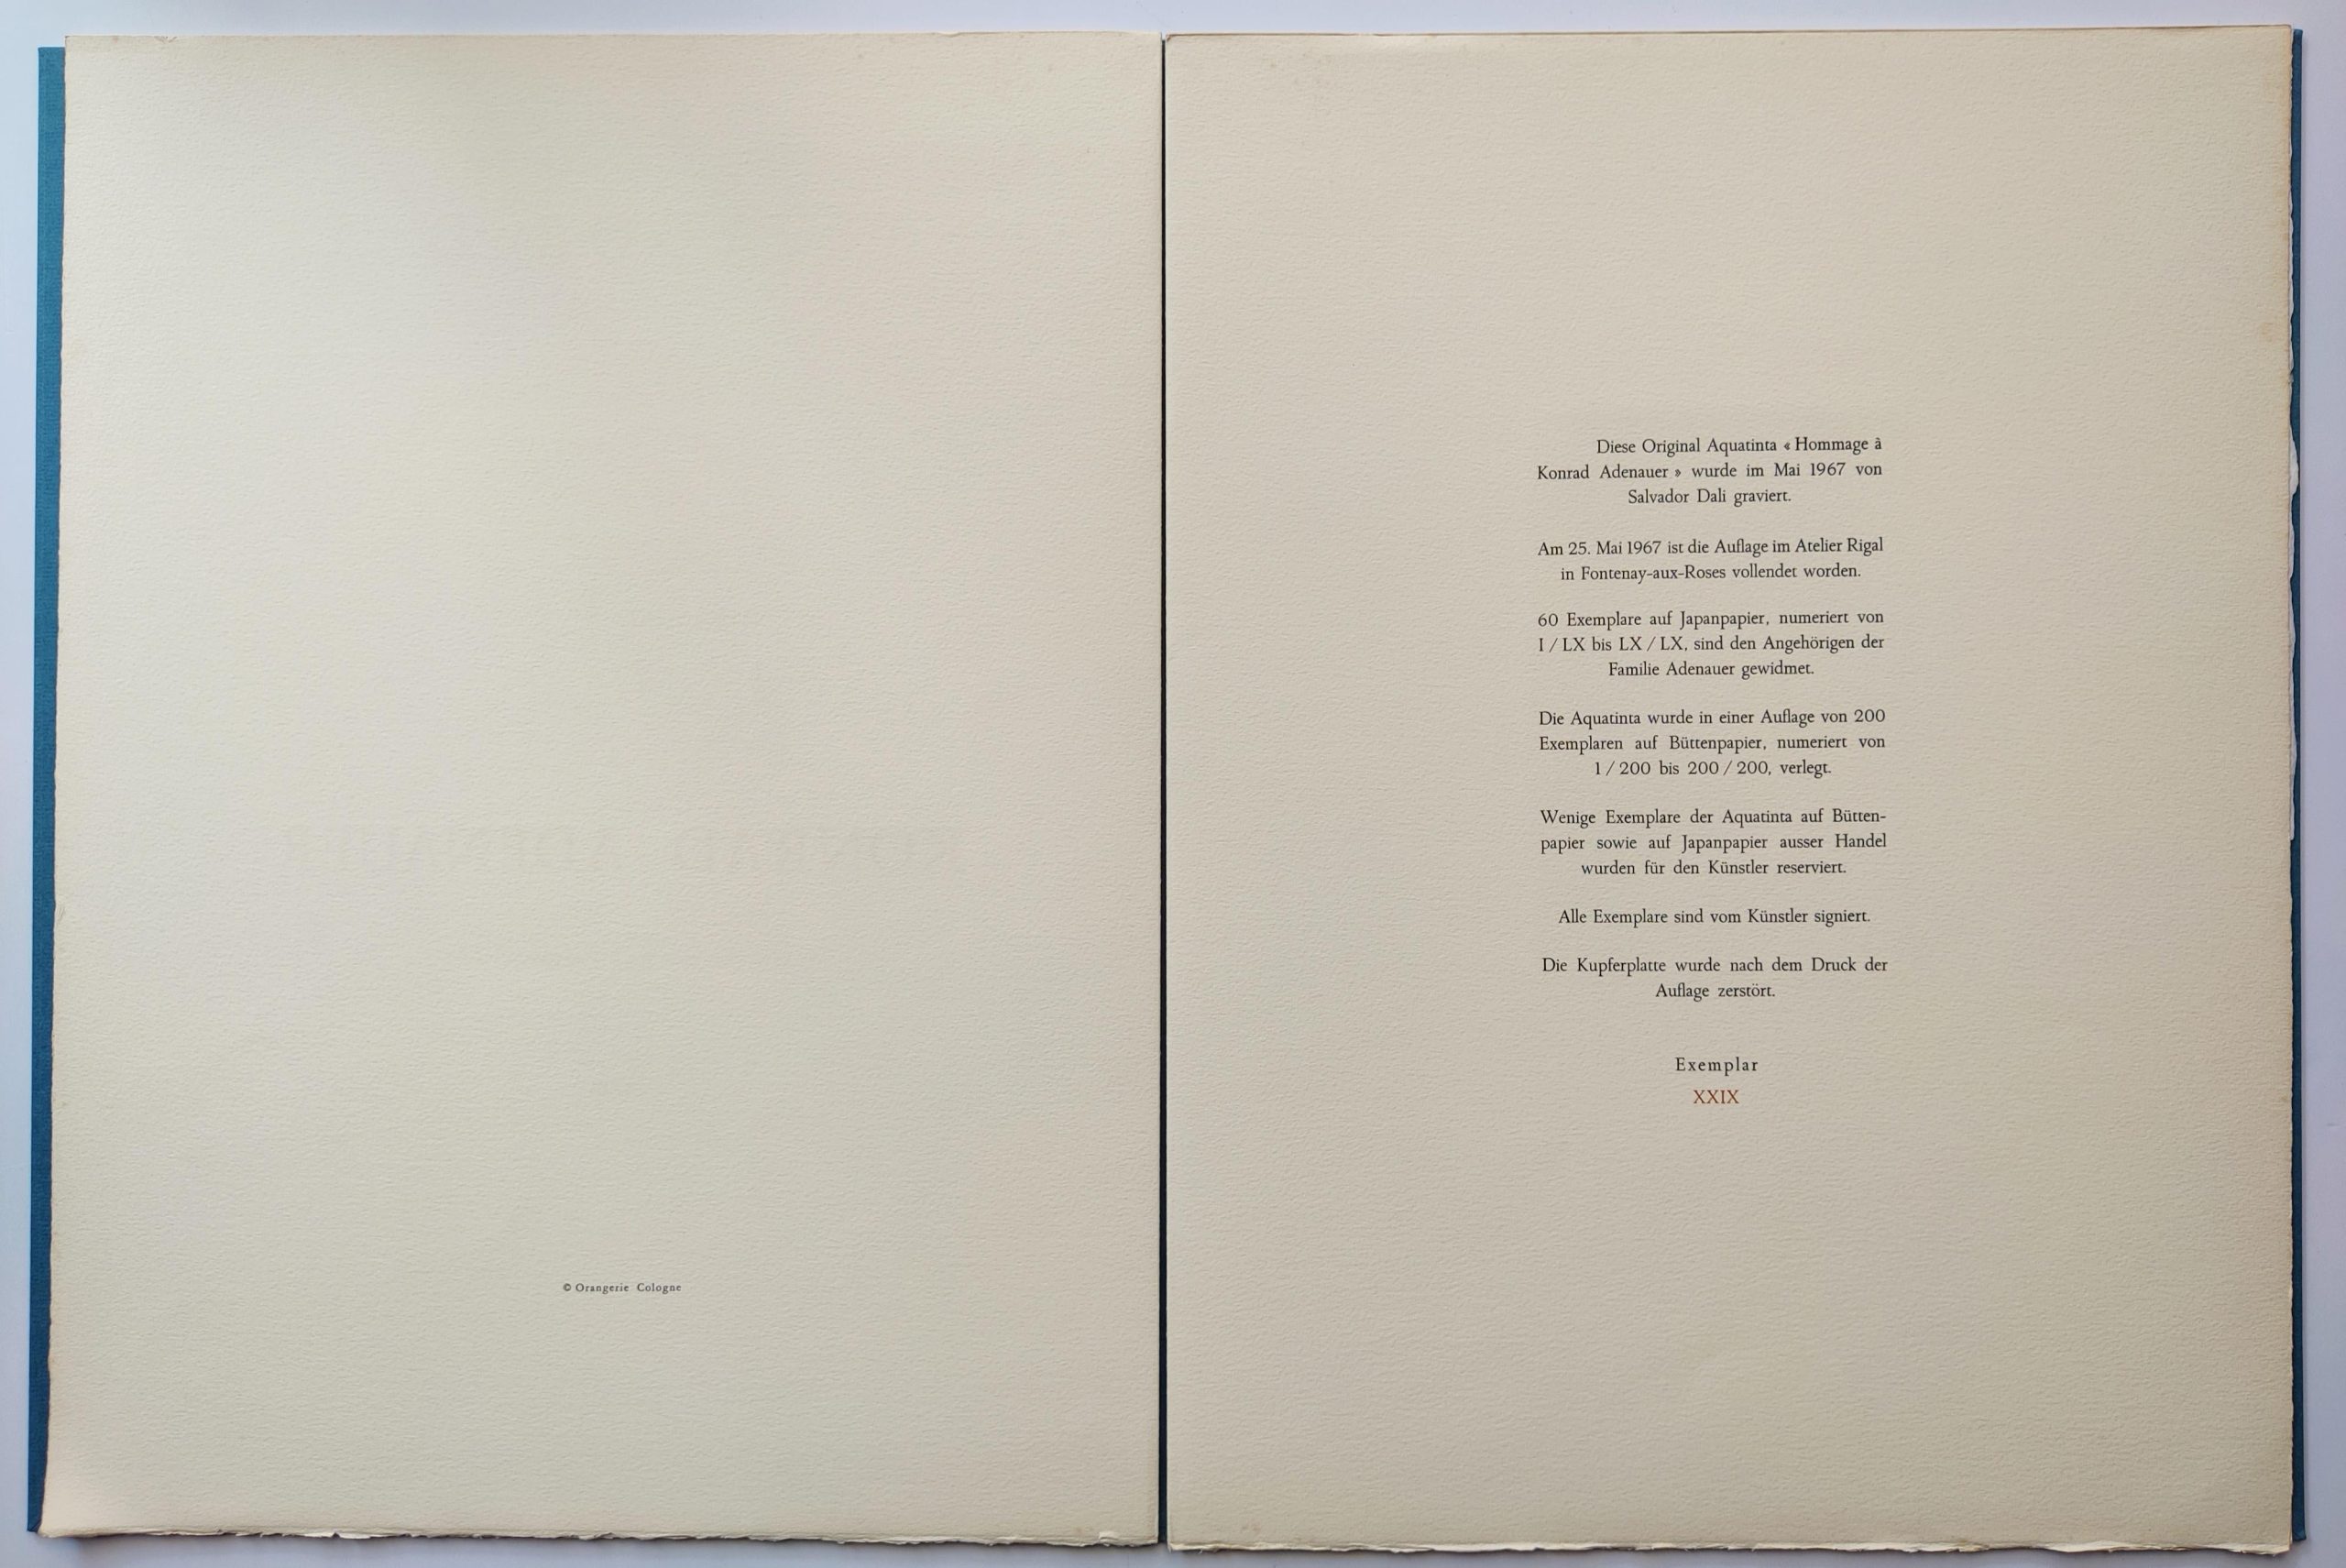 © Orangerie Cologne
Diese Original Aquatinta « Hommage à
Konrad Adenauer » wurde im Mai 1967 von
Salvador Dali graviert.
Am 25. Mai 1967 ist die Auflage im Atelier Rigal
in Fontenay-aux-Roses vollendet worden.
60 Exemplare auf Japanpapier, numeriert von
I / LX bis LX / LX, sind den Angehörigen der
Familie Adenauer gewidmet.
Die Aquatinta wurde in einer Auflage von 200
Exemplaren auf Büttenpapier, numeriert von
1 / 200 bis 200 / 200, verlegt.
Wenige Exemplare der Aquatinta auf Bütten-
papier sowie auf Japanpapier ausser Handel
wurden für den Künstler reserviert.
Alle Exemplare sind vom Künstler signiert.
Die Kupferplatte wurde nach dem Druck der
Auflage zerstört.
Exemplar
XXIX